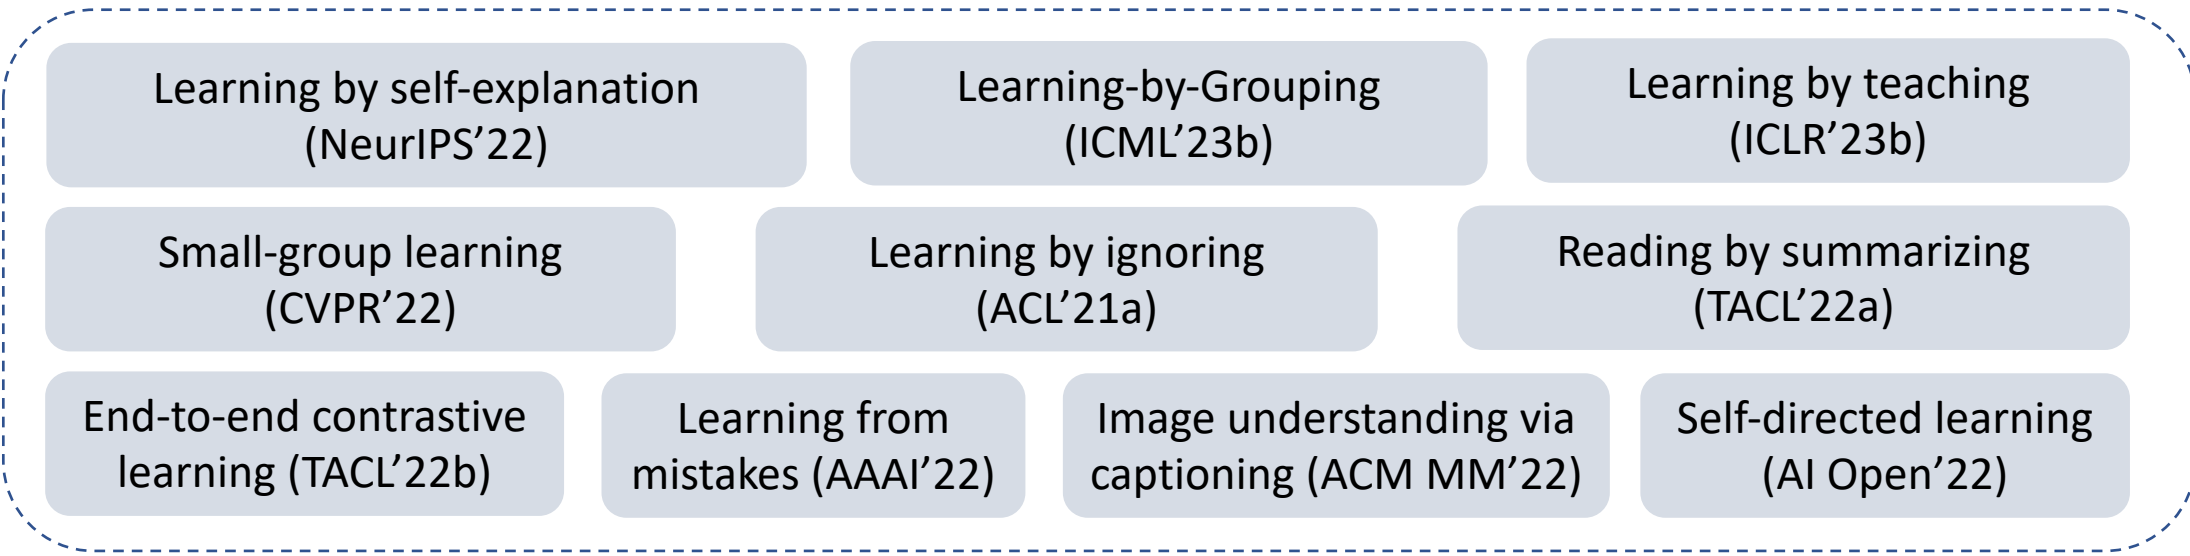 Learning by self-explanation
(NeurIPS’22)
Learning-by-Grouping
(ICML’23b)
Learning by teaching
(ICLR’23b)
Small-group learning
(CVPR’22)
Learning by ignoring
(ACL’21a)
Reading by summarizing
(TACL’22a)
End-to-end contrastive
learning (TACL’22b)
Learning from
mistakes (AAAI’22)
Image understanding via
captioning (ACM MM’22)
Self-directed learning
(AI Open’22)